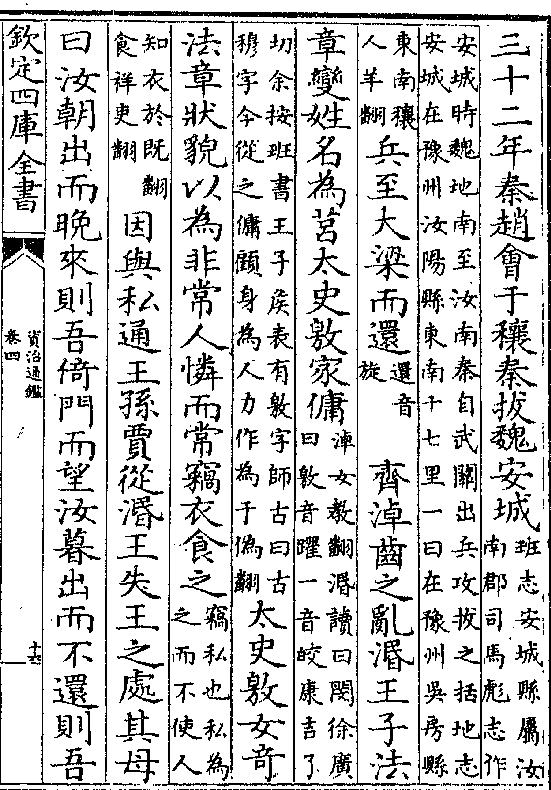 三十二年秦趙會于穰秦拔魏安城班志安城縣屬汝南郡司馬彪志作
安城時魏地南至汝南秦自武關出兵攻拔之括地志
安城在豫州汝陽縣東南十七里一曰在豫州吳房縣
東南穰人羊翻兵至大梁而還還音旋 齊淖齒之亂湣王子法
章變姓名為莒太史敫家傭淖女教翻湣讀曰閔徐廣曰敫音躍一音皎康吉了
切余按班書王子侯表有敫字師古曰古穆字今從之傭顧身為人力作為于偽翻太史敫女奇
法章狀貌以為非常人憐而常竊衣食之竊私也私為之而不使人
知衣於既翻食祥吏翻因與私通王孫賈從湣王失王之處其母
曰汝朝出而晚來則吾倚門而望汝暮出而不還則吾
欽定四庫全書
資治通鑑
卷四
十六